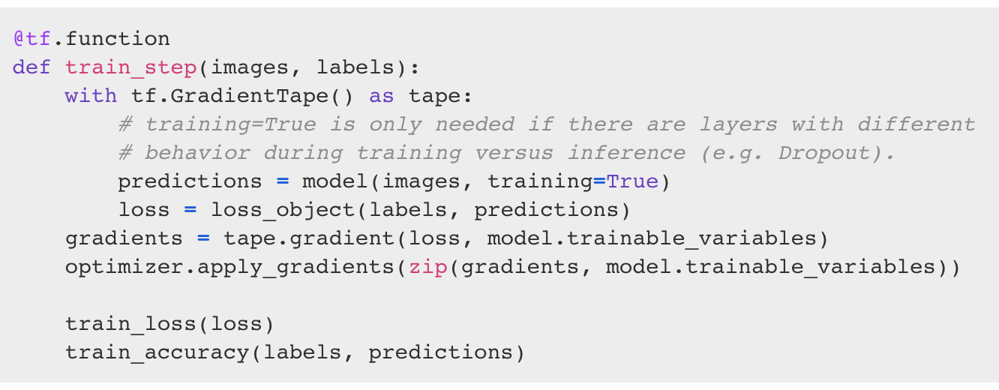 @tf.function
def train_step(images, labels):
    with tf.GradientTape() as tape:
        # training=True is only needed if there are layers with different
        # behavior during training versus inference (e.g. Dropout).
        predictions = model(images, training=True)
        loss = loss_object(labels, predictions)
    gradients = tape.gradient(loss, model.trainable_variables)
    optimizer.apply_gradients(zip(gradients, model.trainable_variables))

    train_loss(loss)
    train_accuracy(labels, predictions)